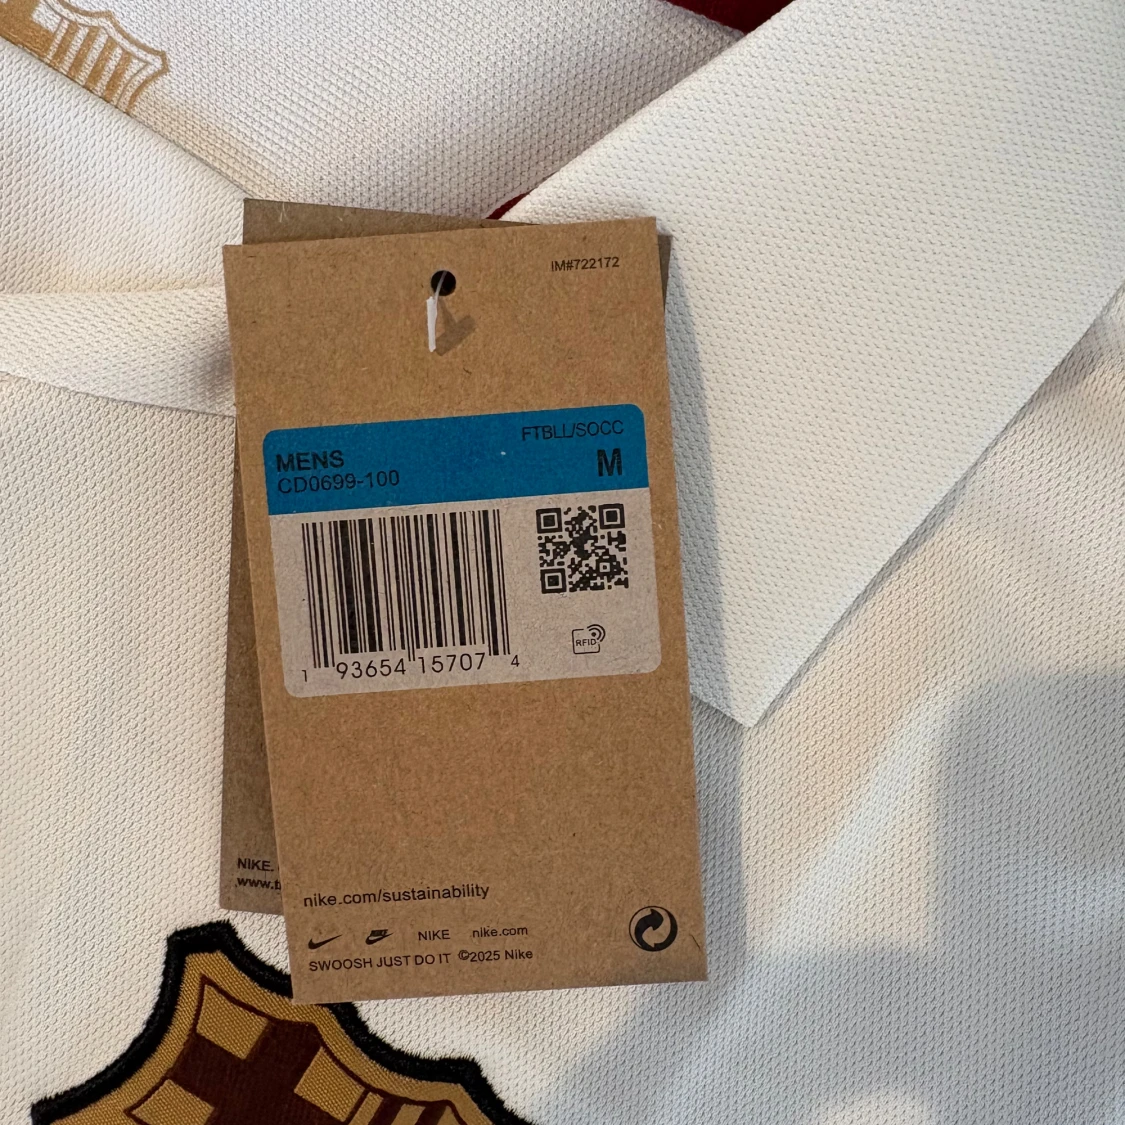 IM#722172
FTBLL/SOCC
MENS M
CD0699-100
RFID
1 93654 15707 4
NIKE.
nike.com/sustainability
NIKE nike.com
SWOOSH JUST DO IT ©2025 Nike